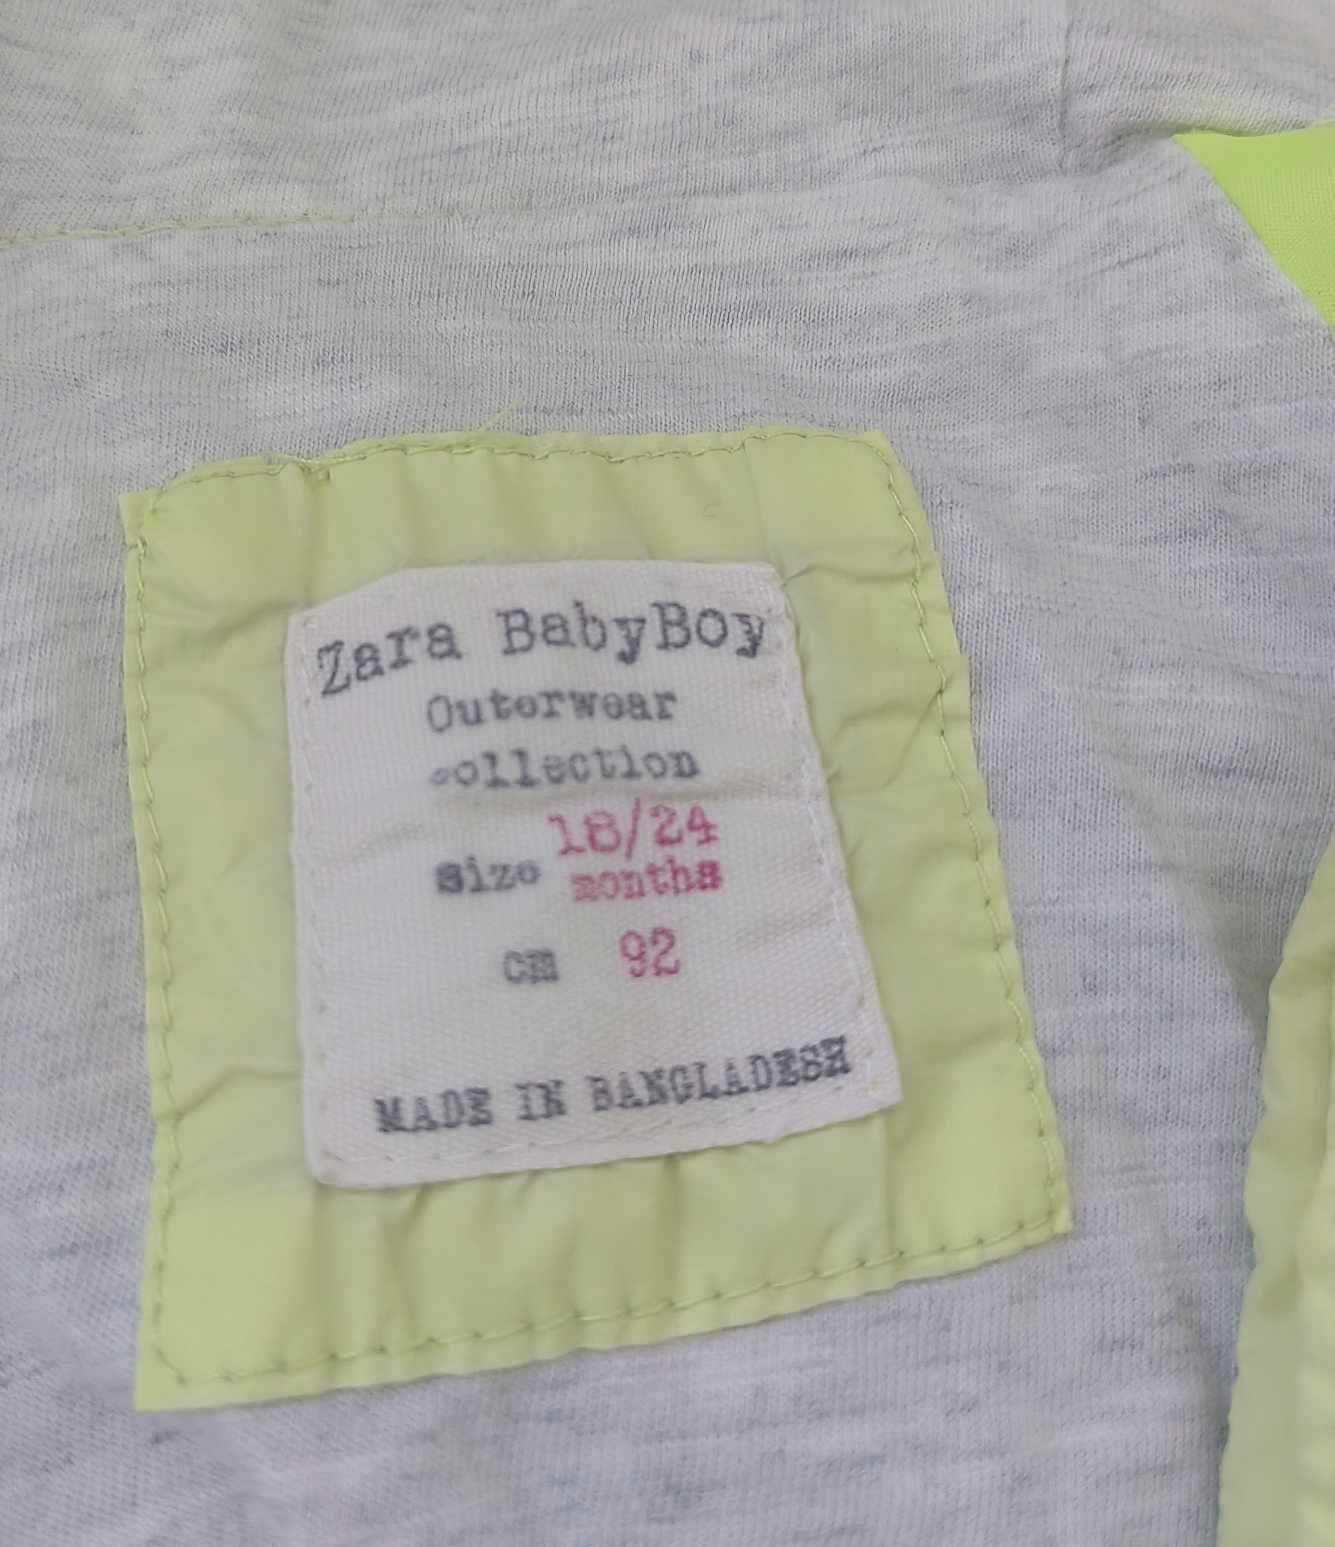 Zara BabyBoy
Outerwear
collection
size 18/24
months
cm 92
MADE IN BANGLADESH